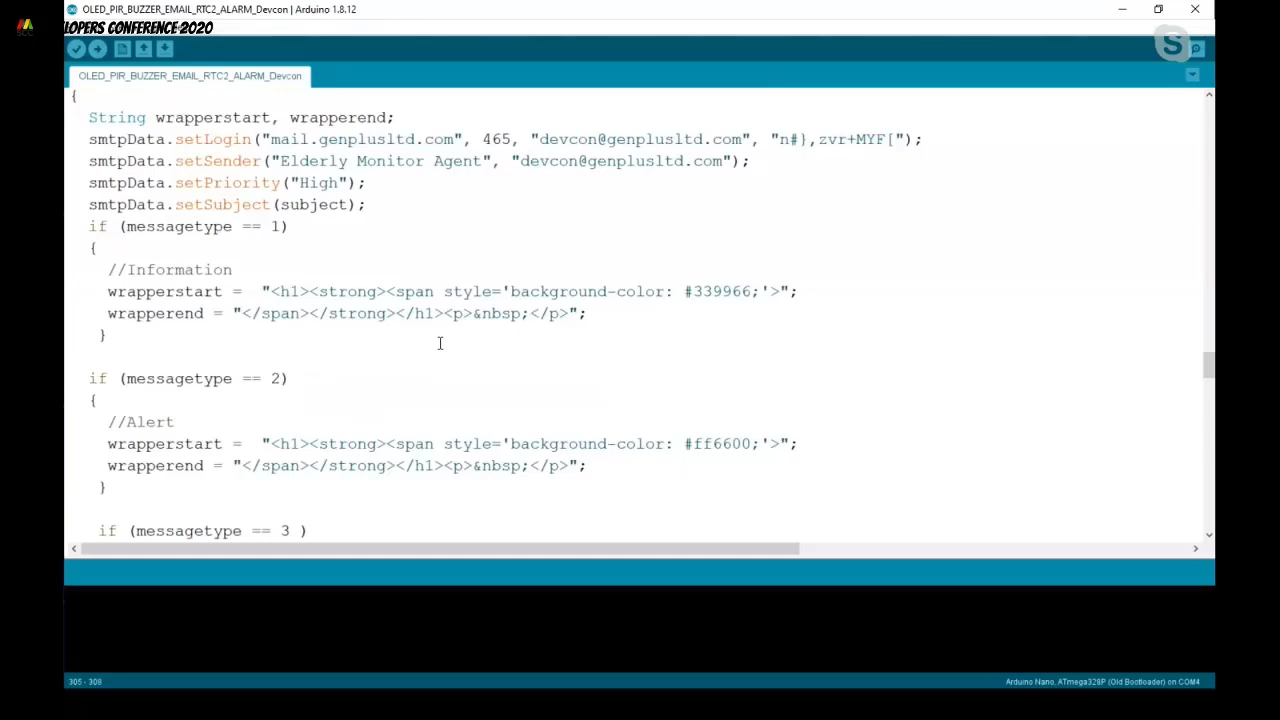 OLED_PIR_BUZZER_EMAIL_RTC2_ALARM_Devcon | Arduino 1.8.12
ELOPERS CONFERENCE 2020
SCC
OLED_PIR_BUZZER_EMAIL_RTC2_ALARM_Devcon
{
String wrapperstart, wrapperend;
smtpData.setLogin("mail.genplusltd.com", 465, "devcon@genplusltd.com", "n#},zvr+MYF[");
smtpData.setSender("Elderly Monitor Agent", "devcon@genplusltd.com");
smtpData.setPriority("High");
smtpData.setSubject(subject);
if (messagetype == 1)
{
//Information
wrapperstart =  "<h1><strong><span style='background-color: #339966;'>";
wrapperend = "</span></strong></h1><p>&nbsp;</p>";
}
if (messagetype == 2)
{
//Alert
wrapperstart =  "<h1><strong><span style='background-color: #ff6600;'>";
wrapperend = "</span></strong></h1><p>&nbsp;</p>";
}
if (messagetype == 3 )
305 - 308
Arduino Nano, ATmega328P (Old Bootloader) on COM4